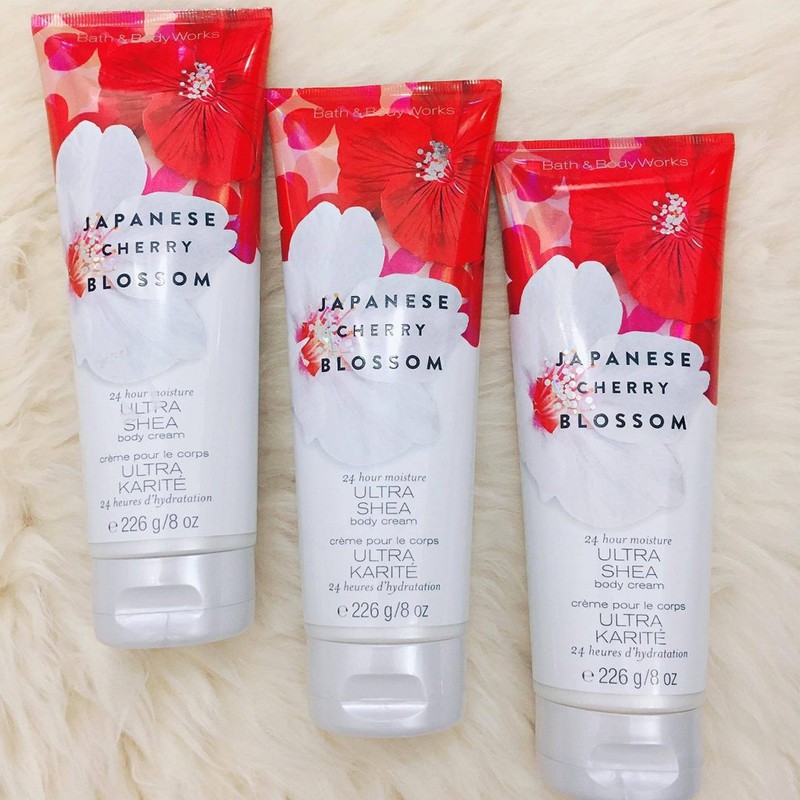 Bath & Body Works
JAPANESE
CHERRY
BLOSSOM
24 hour moisture
ULTRA
SHEA
body cream
crème pour le corps
ULTRA
KARITÉ
24 heures d'hydratation
e 226 g/8 oz
Bath & Body Works
JAPANESE
CHERRY
BLOSSOM
24 hour moisture
ULTRA
SHEA
body cream
crème pour le corps
ULTRA
KARITÉ
24 heures d'hydratation
e 226 g/8 oz
Bath & Body Works
JAPANESE
CHERRY
BLOSSOM
24 hour moisture
ULTRA
SHEA
body cream
crème pour le corps
ULTRA
KARITÉ
24 heures d'hydratation
e 226 g/8 oz